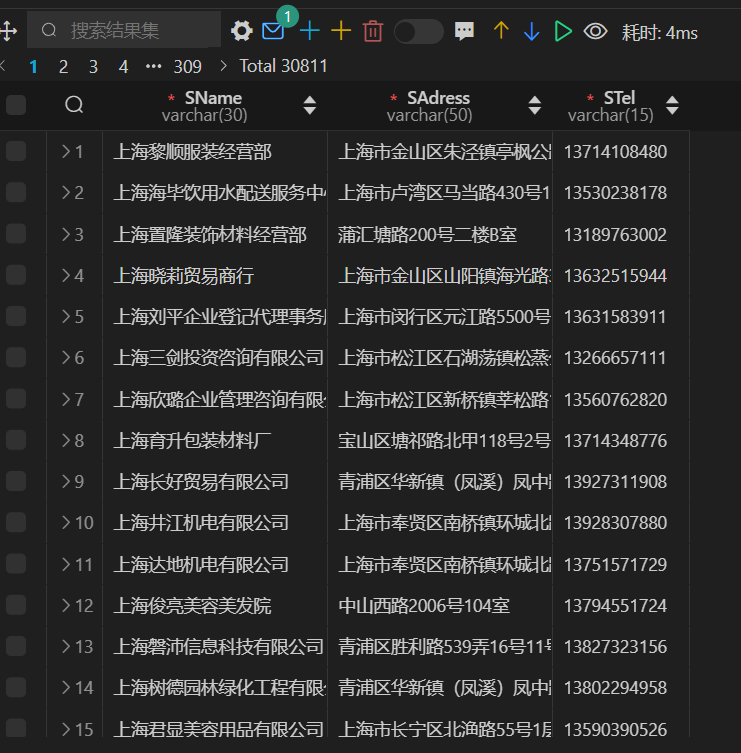 搜索结果集 1 耗时: 4ms
1 2 3 4 ••• 309 Total 30811
* SName * SAdress * STel
varchar(30) varchar(50) varchar(15)
1 上海黎顺服装经营部 上海市金山区朱泾镇亭枫公 13714108480
2 上海海毕饮用水配送服务中 上海市卢湾区马当路430号1 13530238178
3 上海置隆装饰材料经营部 蒲汇塘路200号二楼B室 13189763002
4 上海晓莉贸易商行 上海市金山区山阳镇海光路 13632515944
5 上海刘平企业登记代理事务 上海市闵行区元江路5500号 13631583911
6 上海三剑投资咨询有限公司 上海市松江区石湖荡镇松蒸 13266657111
7 上海欣璐企业管理咨询有限 上海市松江区新桥镇莘松路 13560762820
8 上海育升包装材料厂 宝山区塘祁路北甲118号2号 13714348776
9 上海长好贸易有限公司 青浦区华新镇（凤溪）凤中 13927311908
10 上海井江机电有限公司 上海市奉贤区南桥镇环城北 13928307880
11 上海达地机电有限公司 上海市奉贤区南桥镇环城北 13751571729
12 上海俊亮美容美发院 中山西路2006号104室 13794551724
13 上海磐沛信息科技有限公司 青浦区胜利路539弄16号11 13827323156
14 上海树德园林绿化工程有限 青浦区华新镇（凤溪）凤中 13802294958
15 上海君显美容用品有限公司 上海市长宁区北渔路55号1 13590390526